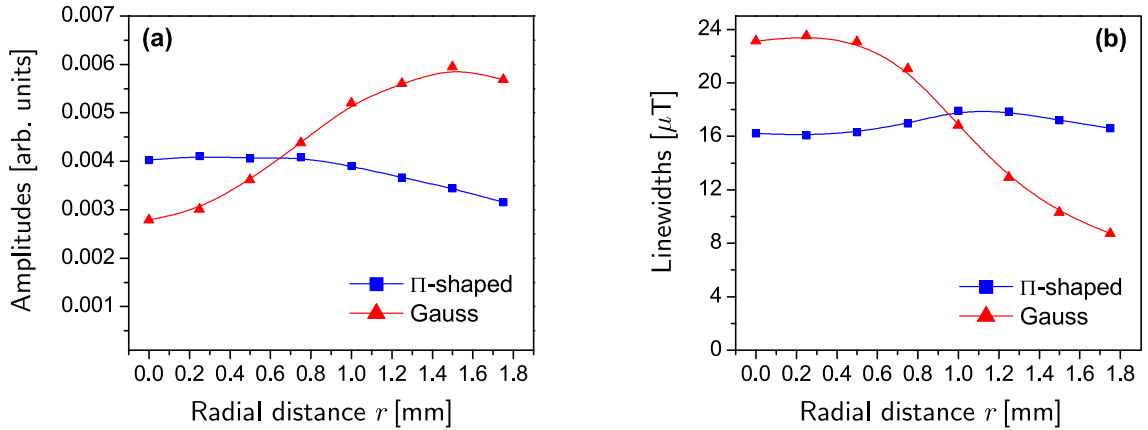 (a)
Amplitudes [arb. units]
0.007
0.006
0.005
0.004
0.003
0.002
0.001
Π-shaped
Gauss
0.0 0.2 0.4 0.6 0.8 1.0 1.2 1.4 1.6 1.8
Radial distance r [mm]
(b)
Linewidths [μT]
24
20
16
12
8
4
0
Π-shaped
Gauss
0.0 0.2 0.4 0.6 0.8 1.0 1.2 1.4 1.6 1.8
Radial distance r [mm]